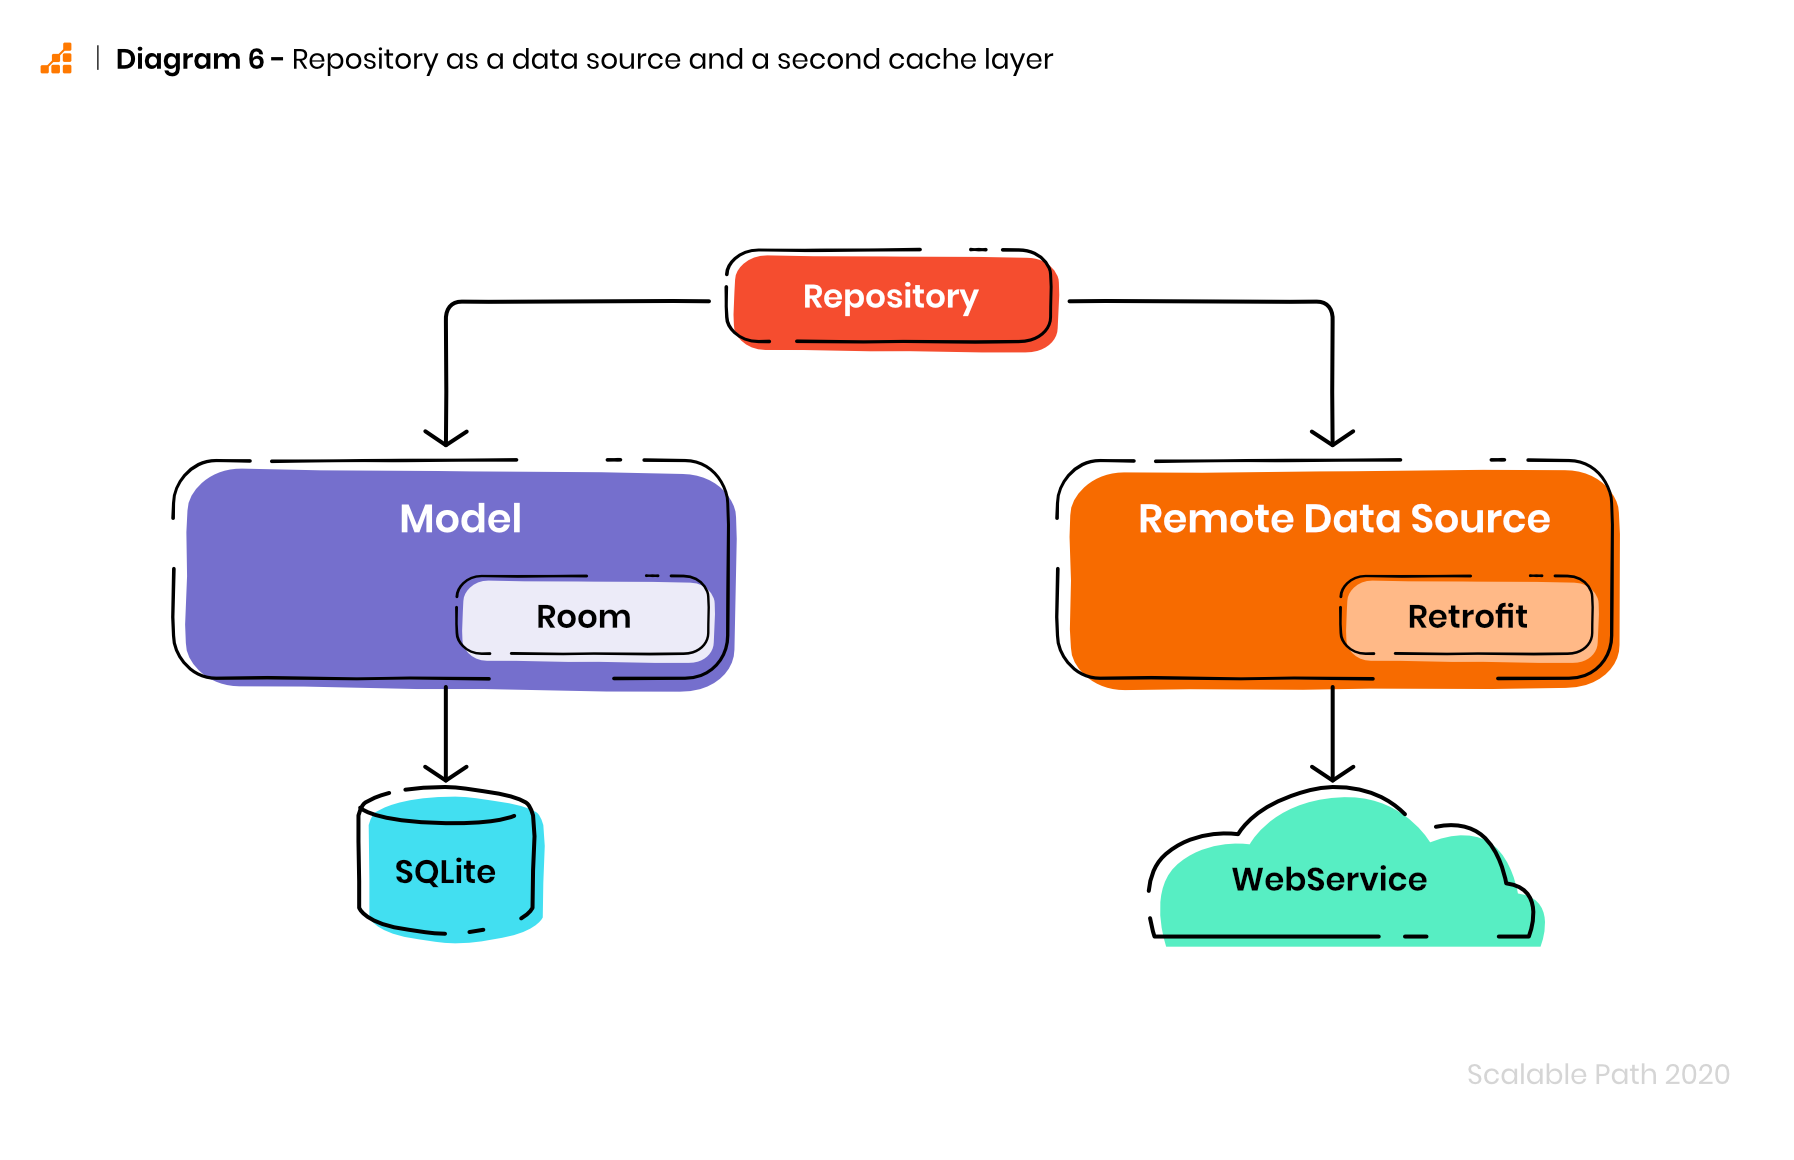 Diagram 6 - Repository as a data source and a second cache layer
Repository
Model
Remote Data Source
Room
Retrofit
SQLite
WebService
Scalable Path 2020